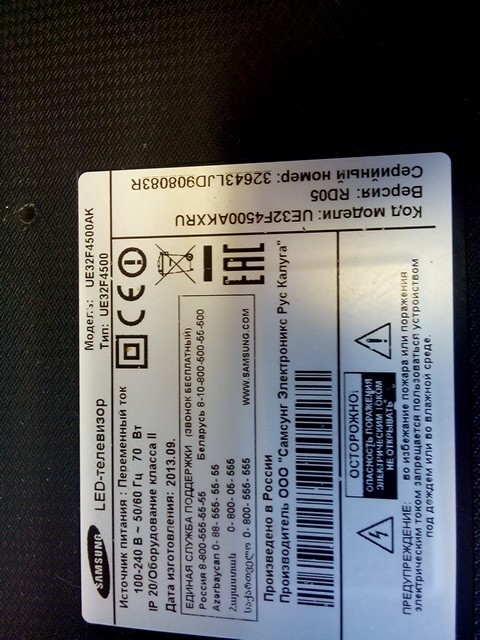 SAMSUNG
LED-телевизор
Модель: UE32F4500AK
Тип: UE32F4500
Источник питания : Переменный ток
100-240 В ~ 50/60 Гц 70 Вт
IP 20/Оборудование класса II
Дата изготовления: 2013.09.
ЕДИНАЯ СЛУЖБА ПОДДЕРЖКИ (ЗВОНОК БЕСПЛАТНЫЙ)
Россия 8-800-555-55-55 Беларусь 8-10-800-500-55-500
Azərbaycan 0-88-555-55-55
Հայաստան 0-800-05-555
საქართველო 0-800-555-555 WWW.SAMSUNG.COM
Произведено в России
Производитель ООО "Самсунг Электроникс Рус Калуга"
CE
EAC
ОСТОРОЖНО:
ОПАСНОСТЬ ПОРАЖЕНИЯ
ЭЛЕКТРИЧЕСКИМ ТОКОМ
НЕ ОТКРЫВАТЬ
ПРЕДУПРЕЖДЕНИЕ: во избежание пожара или поражения
электрическим током запрещается пользоваться устройством
под дождем или во влажной среде.
Код модели: UE32F4500AKXRU
Версия: RD05
Серийный номер: 32643LJD908083R